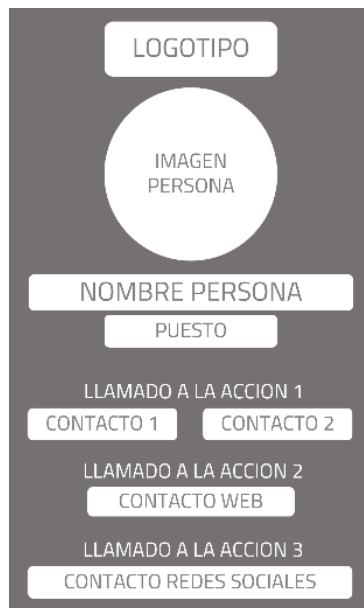 LOGOTIPO
IMAGEN
PERSONA
NOMBRE PERSONA
PUESTO
LLAMADO A LA ACCION 1
CONTACTO 1 CONTACTO 2
LLAMADO A LA ACCION 2
CONTACTO WEB
LLAMADO A LA ACCION 3
CONTACTO REDES SOCIALES